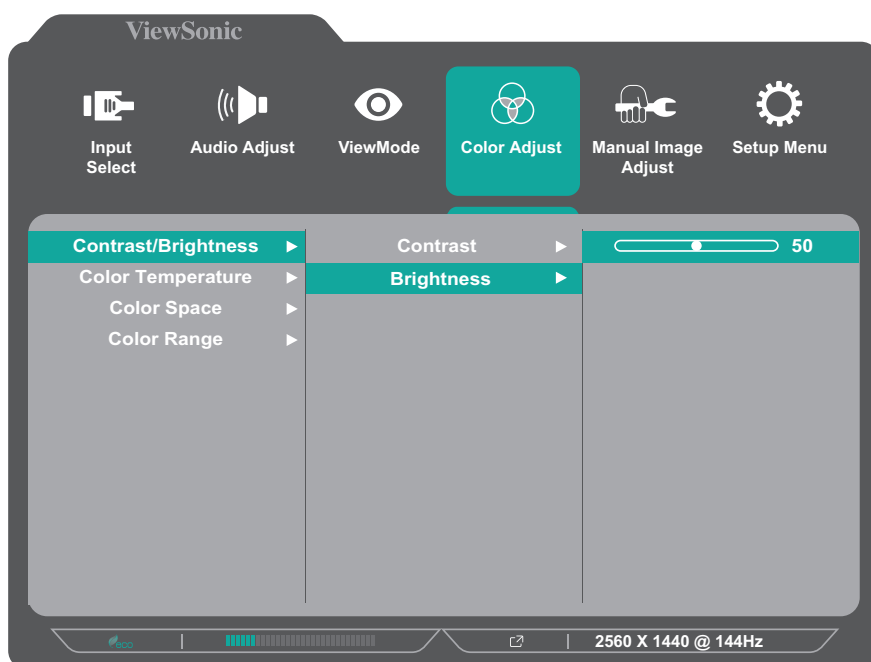 ViewSonic
Input Select
Audio Adjust
ViewMode
Color Adjust
Manual Image Adjust
Setup Menu
Contrast/Brightness
Contrast
50
Color Temperature
Brightness
Color Space
Color Range
eco
2560 X 1440 @ 144Hz